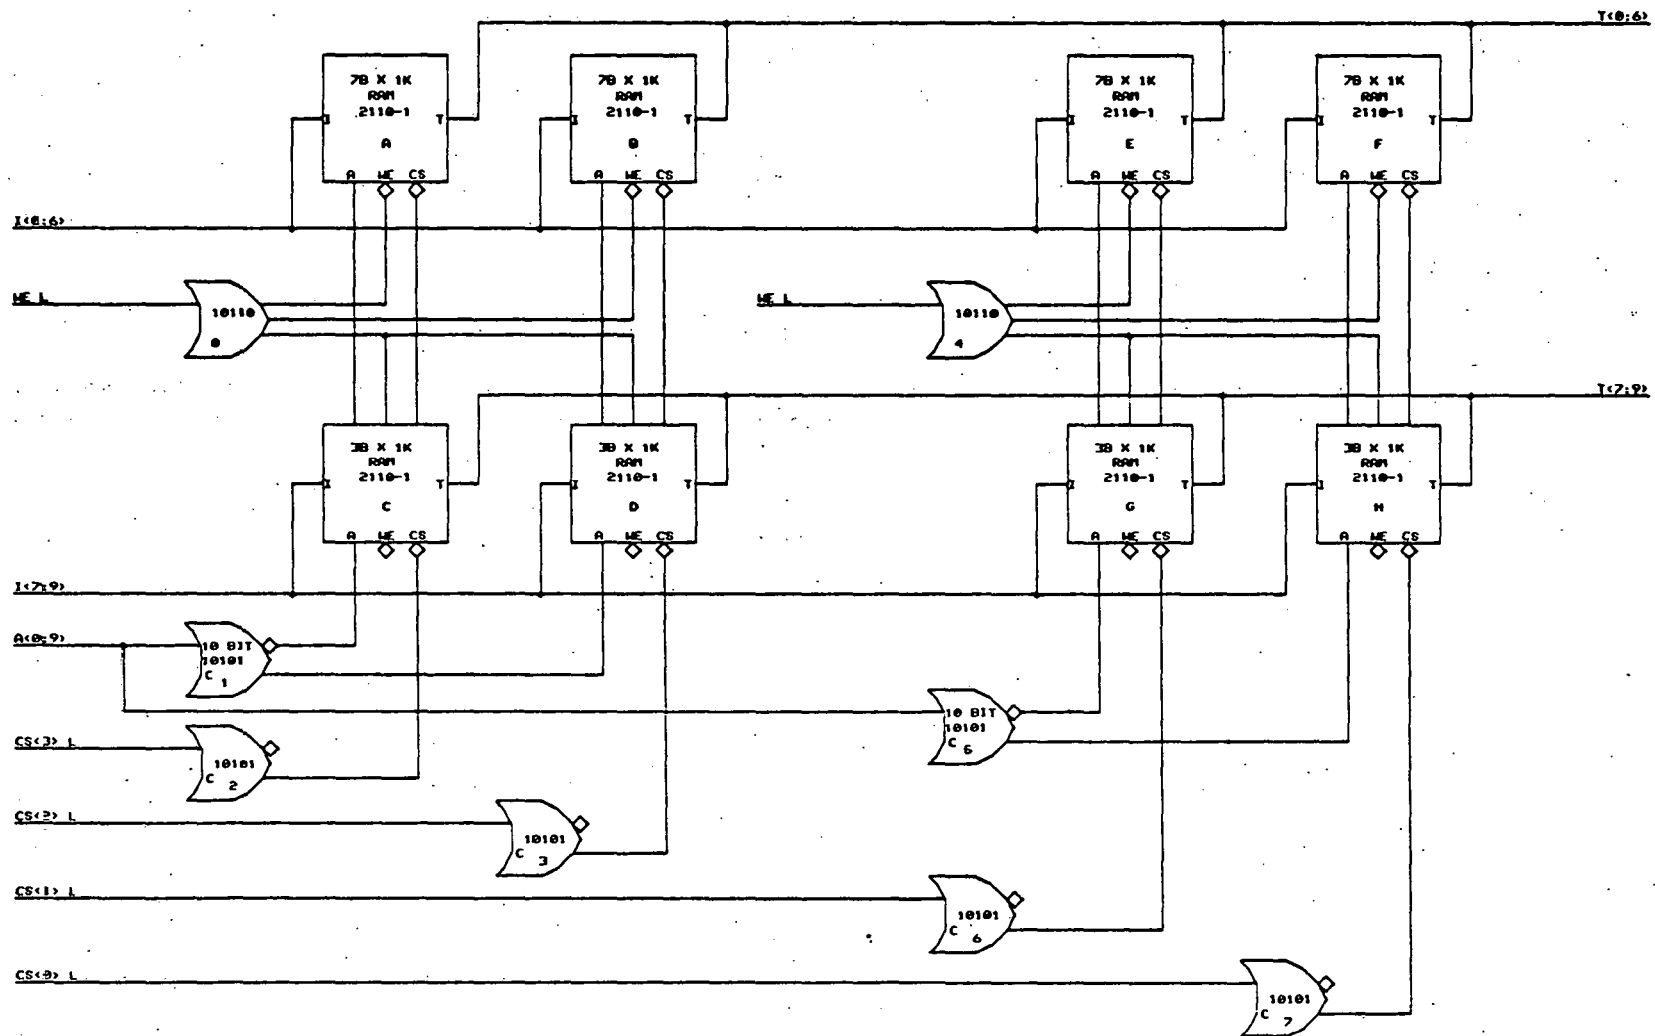 T<0:6>
7B X 1K
RAM
2110-1
I
T
A
A
WE
CS
7B X 1K
RAM
2110-1
I
T
B
A
WE
CS
7B X 1K
RAM
2110-1
I
T
E
A
WE
CS
7B X 1K
RAM
2110-1
I
T
F
A
WE
CS
I<0:6>
WE L
10110
0
WE L
10110
4
T<7:9>
3B X 1K
RAM
2110-1
I
T
C
A
WE
CS
3B X 1K
RAM
2110-1
I
T
D
A
WE
CS
3B X 1K
RAM
2110-1
I
T
G
A
WE
CS
3B X 1K
RAM
2110-1
I
T
H
A
WE
CS
I<7:9>
A<0:9>
10 BIT
10101
C
1
10 BIT
10101
C
CS<3> L
10101
C
2
CS<2> L
10101
C
3
CS<1> L
10101
C
6
CS<0> L
10101
C
7